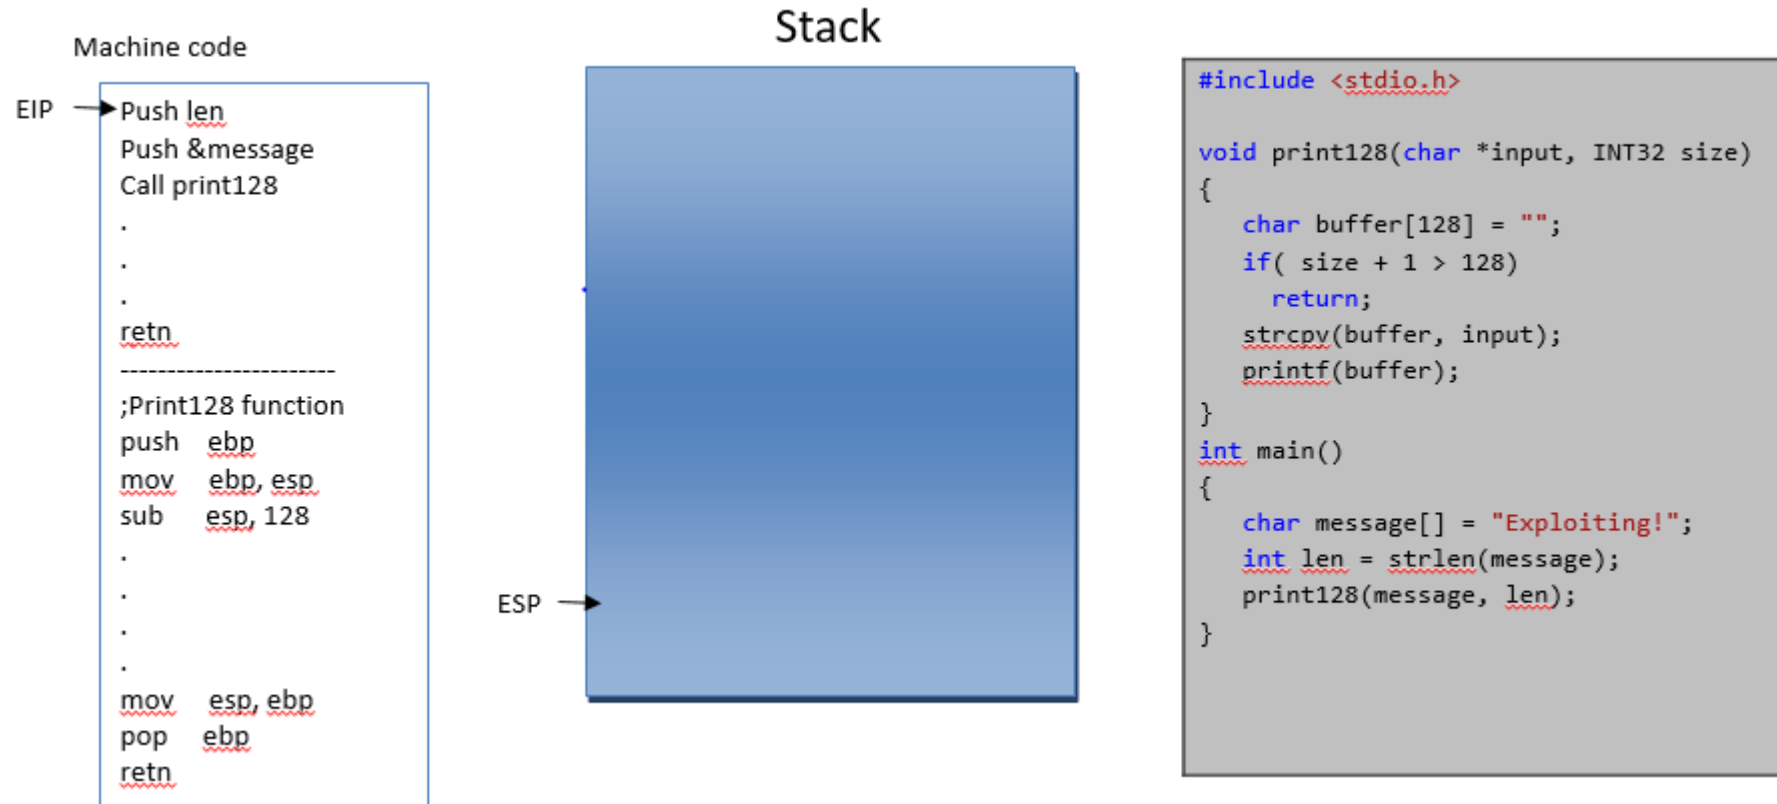 Machine code
EIP
Push len
Push &message
Call print128
.
.
.
retn
-----------------------
;Print128 function
push ebp
mov ebp, esp
sub esp, 128
.
.
.
.
mov esp, ebp
pop ebp
retn
Stack
ESP
#include <stdio.h>
void print128(char *input, INT32 size)
{
char buffer[128] = "";
if( size + 1 > 128)
return;
strcpy(buffer, input);
printf(buffer);
}
int main()
{
char message[] = "Exploiting!";
int len = strlen(message);
print128(message, len);
}